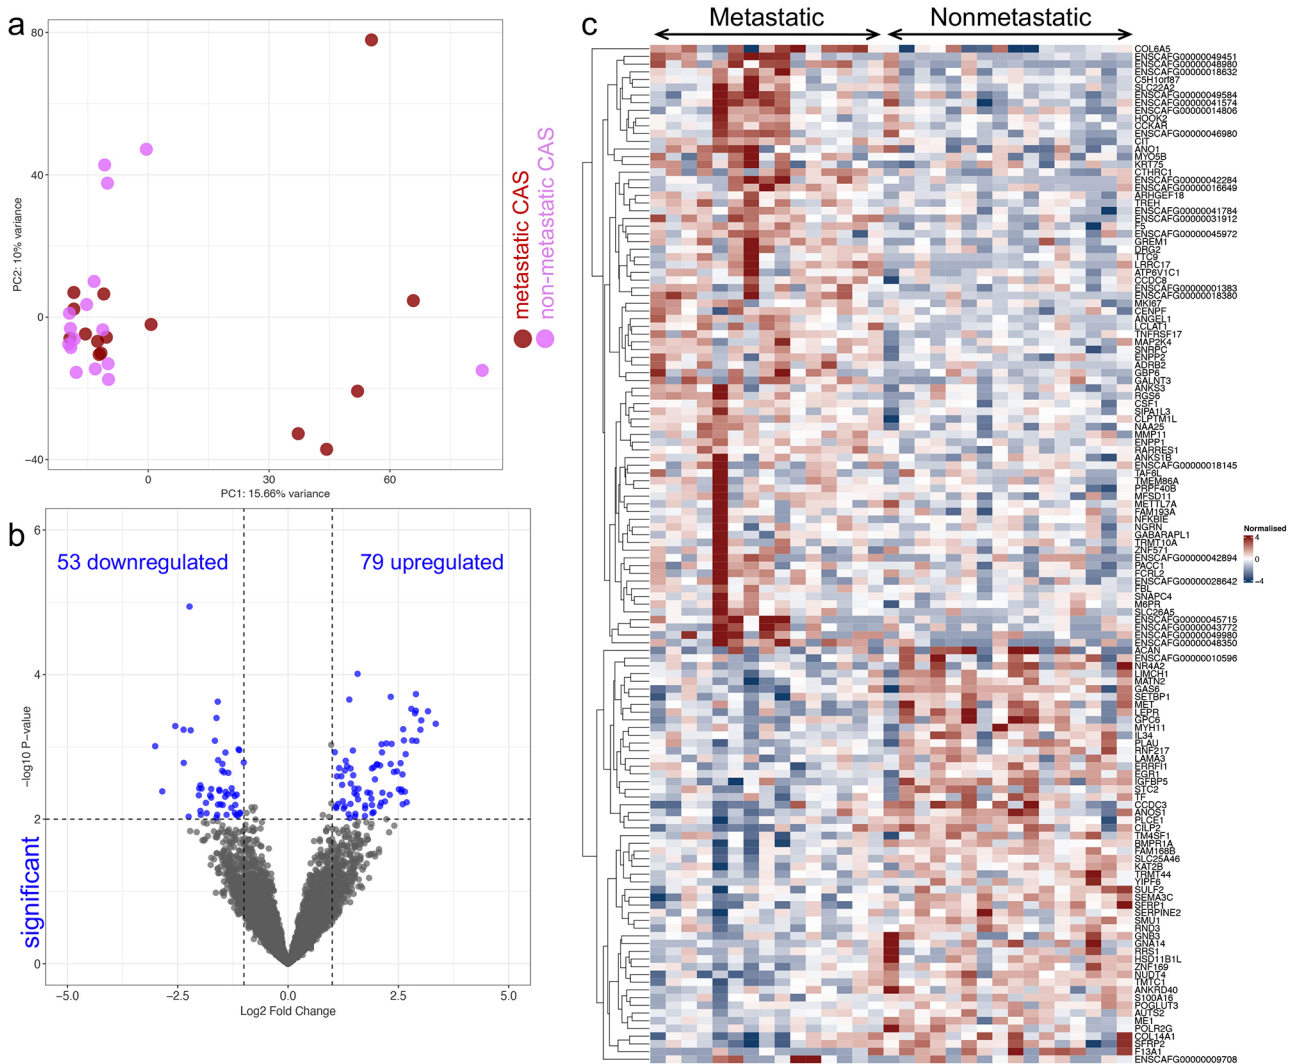 a
80
40
0
−40
0
30
60
PC2: 10% variance
PC1: 15.66% variance
metastatic CAS
non-metastatic CAS
b
6
4
2
0
53 downregulated
79 upregulated
−log10 P-value
significant
−5.0
−2.5
0.0
2.5
5.0
Log2 Fold Change
c
Metastatic
Nonmetastatic
COL6A5
ENSCAFG00000049451
ENSCAFG00000048980
ENSCAFG00000018632
C5H1orf87
SLC22A2
ENSCAFG00000049584
ENSCAFG00000041574
ENSCAFG00000014806
HOOK2
CCKAR
ENSCAFG00000046980
CIT
ANO1
MYO5B
KRT75
CTHRC1
ENSCAFG00000042284
ENSCAFG00000016649
ARHGEF18
TREH
ENSCAFG00000041784
ENSCAFG00000031912
F5
ENSCAFG00000045972
GREM1
DRG2
TTC9
LRRC17
ATP6V1C1
CCDC8
ENSCAFG00000001383
ENSCAFG00000018380
MKI67
CENPF
ANGEL1
LCLAT1
TNFRSF17
MAP2K4
SNRPC
ENPP2
ADRB2
GBP6
GALNT3
ANKS3
RGS6
CSF1
SIPA1L3
CLPTM1L
NAA25
MMP11
ENPP1
RARRES1
ANKS1B
ENSCAFG00000018145
TAF6L
TMEM86A
PRPF40B
MFSD11
METTL7A
FAM193A
NFKBIE
NGRN
GABARAPL1
TRMT10A
ZNF571
ENSCAFG00000042894
PACC1
FCRL2
ENSCAFG00000028642
FBL
SNAPC4
M6PR
SLC26A5
ENSCAFG00000045715
ENSCAFG00000043772
ENSCAFG00000049980
ENSCAFG00000048350
ACAN
ENSCAFG00000010596
NR4A2
LIMCH1
MATN2
GAS6
SETBP1
MET
LEPR
GPC6
MYH11
IL34
PLAU
RNF217
LAMA3
ERRFI1
EGR1
IGFBP5
STC2
TF
CCDC3
ANOS1
PLCE1
CILP2
TM4SF1
BMPR1A
FAM168B
SLC25A46
KAT2B
TRMT44
YIPF6
SULF2
SEMA3C
SFRP1
SERPINE2
SMU1
RND3
GNB3
GNA14
RRS1
HSD11B1L
ZNF169
NUDT4
TMTC1
ANKRD40
S100A16
POGLUT3
AUTS2
ME1
POLR2G
COL14A1
SFRP2
F13A1
ENSCAFG00000009708
Normalised
4
0
−4